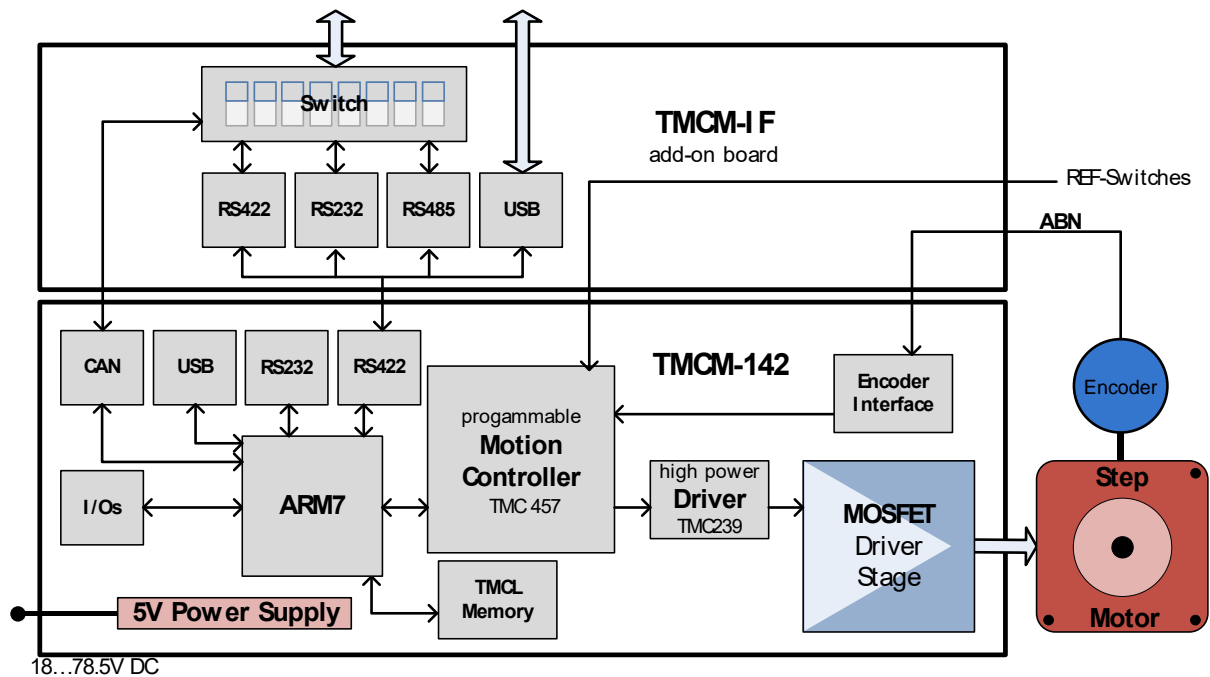 Switch
TMCM-IF
add-on board
REF-Switches
RS422
RS232
RS485
USB
ABN
CAN
USB
RS232
RS422
TMCM-142
Encoder
Interface
Encoder
progammable
Motion
Controller
TMC 457
high power
Driver
TMC239
MOSFET
Driver
Stage
Step
Motor
I/Os
ARM7
TMCL
Memory
5V Power Supply
18...78.5V DC